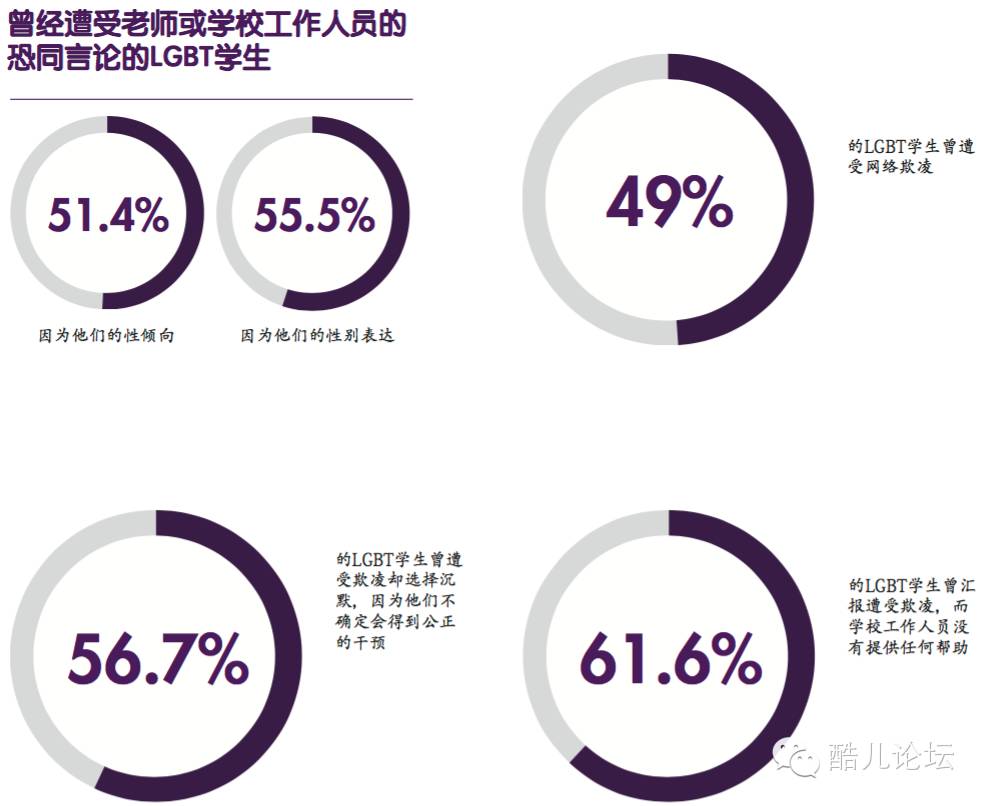 曾经遭受老师或学校工作人员的
恐同言论的LGBT学生
51.4%
55.5%
因为他们的性倾向
因为他们的性别表达
49%
的LGBT学生曾遭
受网络欺凌
56.7%
的LGBT学生曾遭
受欺凌却选择沉
默，因为他们不
确定会得到公正
的干预
61.6%
的LGBT学生曾汇
报遭受欺凌，而
学校工作人员没
有提供任何帮助
酷儿论坛